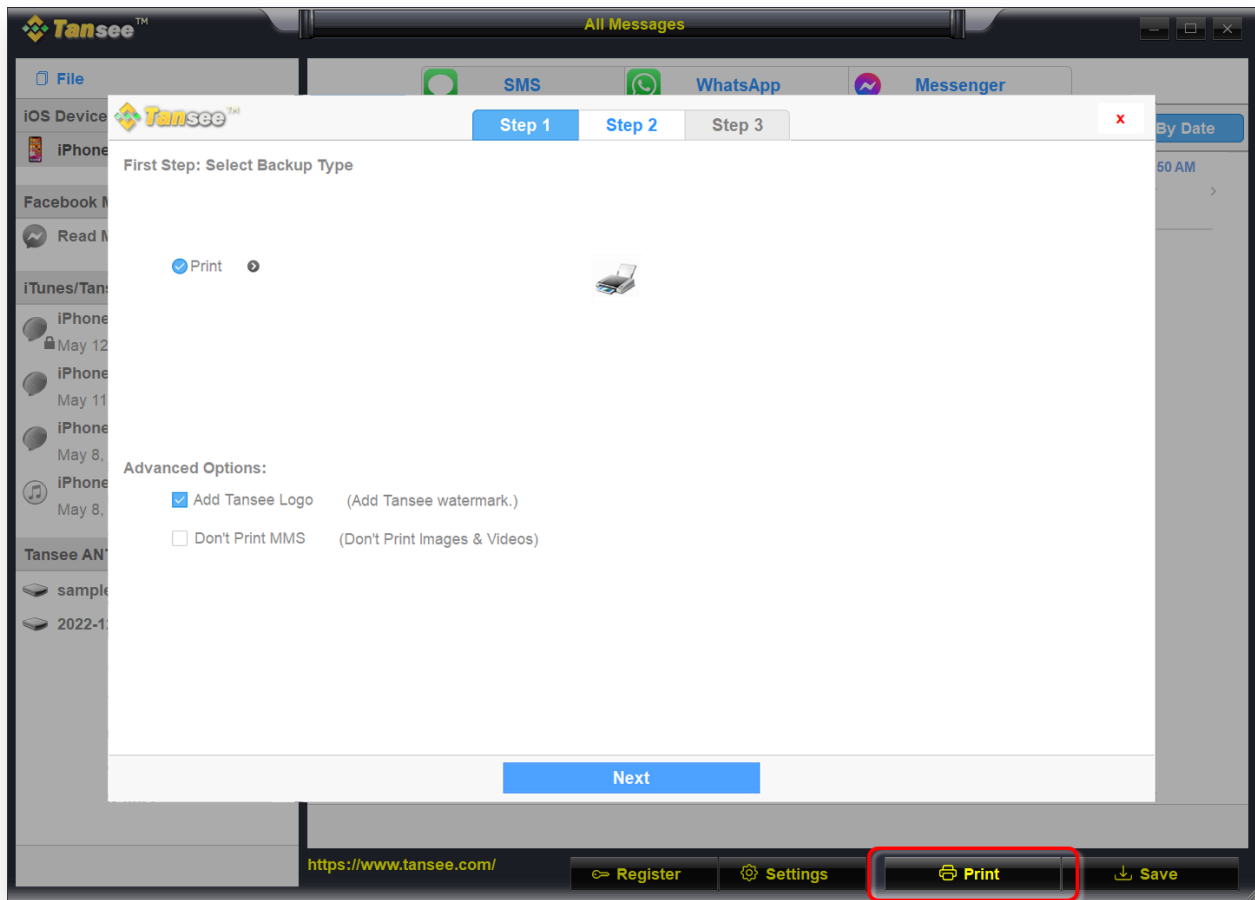 Tansee™
All Messages
File
SMS
WhatsApp
Messenger
iOS Device
Tansee™
Step 1
Step 2
Step 3
x
By Date
iPhone
First Step: Select Backup Type
50 AM
Facebook
Read
Print
iTunes/Tan
iPhone
May 12
iPhone
May 11
iPhone
May 8,
iPhone
May 8,
Advanced Options:
Add Tansee Logo (Add Tansee watermark.)
Don't Print MMS (Don't Print Images & Videos)
Tansee AN
sample
2022-1
Next
https://www.tansee.com/
Register
Settings
Print
Save